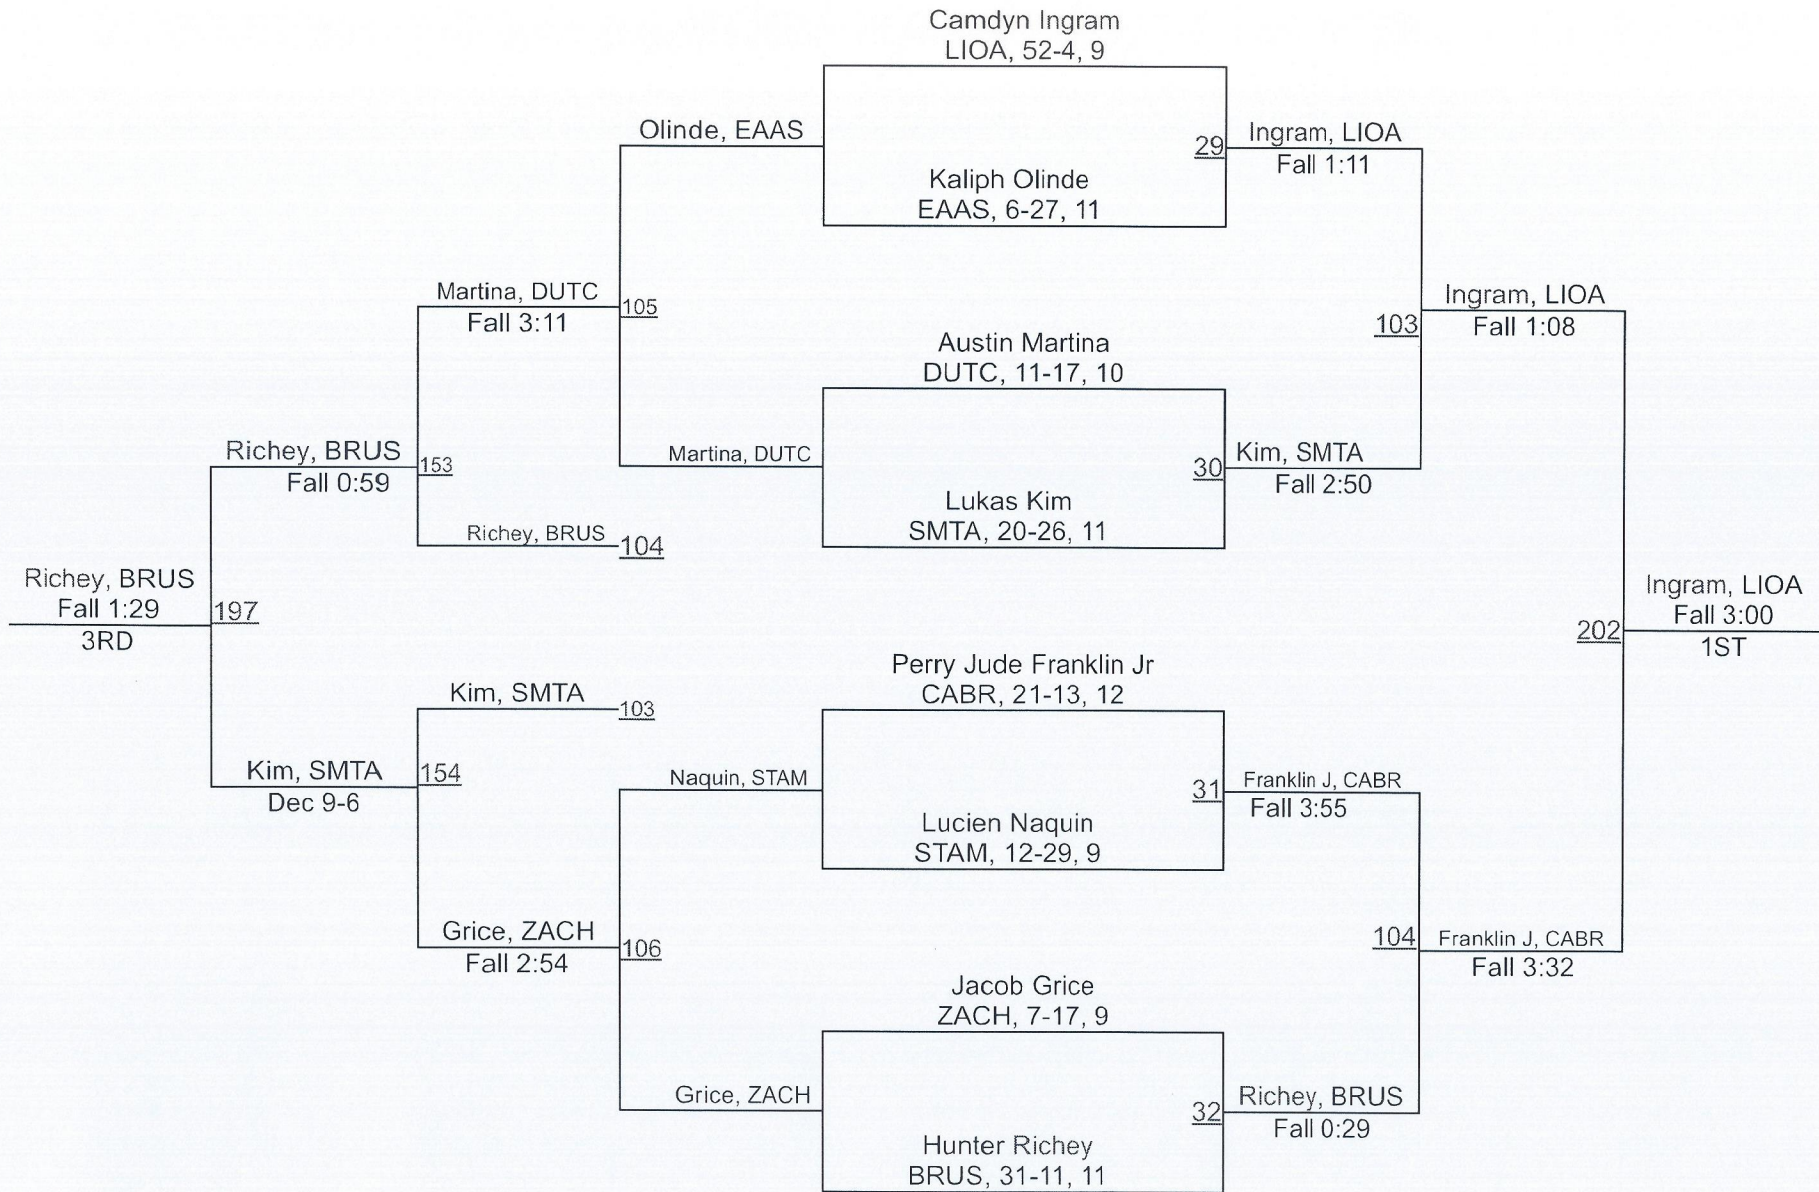 Camdyn Ingram
LIOA, 52-4, 9
Olinde, EAAS
29
Ingram, LIOA
Fall 1:11
Kaliph Olinde
EAAS, 6-27, 11
Martina, DUTC
Fall 3:11
105
Ingram, LIOA
Fall 1:08
103
Austin Martina
DUTC, 11-17, 10
Richey, BRUS
Fall 0:59
153
Martina, DUTC
30
Kim, SMTA
Fall 2:50
Lukas Kim
SMTA, 20-26, 11
Richey, BRUS
104
Richey, BRUS
Fall 1:29
3RD
197
Ingram, LIOA
Fall 3:00
1ST
202
Perry Jude Franklin Jr
CABR, 21-13, 12
Kim, SMTA
103
Kim, SMTA
Dec 9-6
154
Naquin, STAM
31
Franklin J, CABR
Fall 3:55
Lucien Naquin
STAM, 12-29, 9
Grice, ZACH
Fall 2:54
106
104
Franklin J, CABR
Fall 3:32
Jacob Grice
ZACH, 7-17, 9
Grice, ZACH
32
Richey, BRUS
Fall 0:29
Hunter Richey
BRUS, 31-11, 11